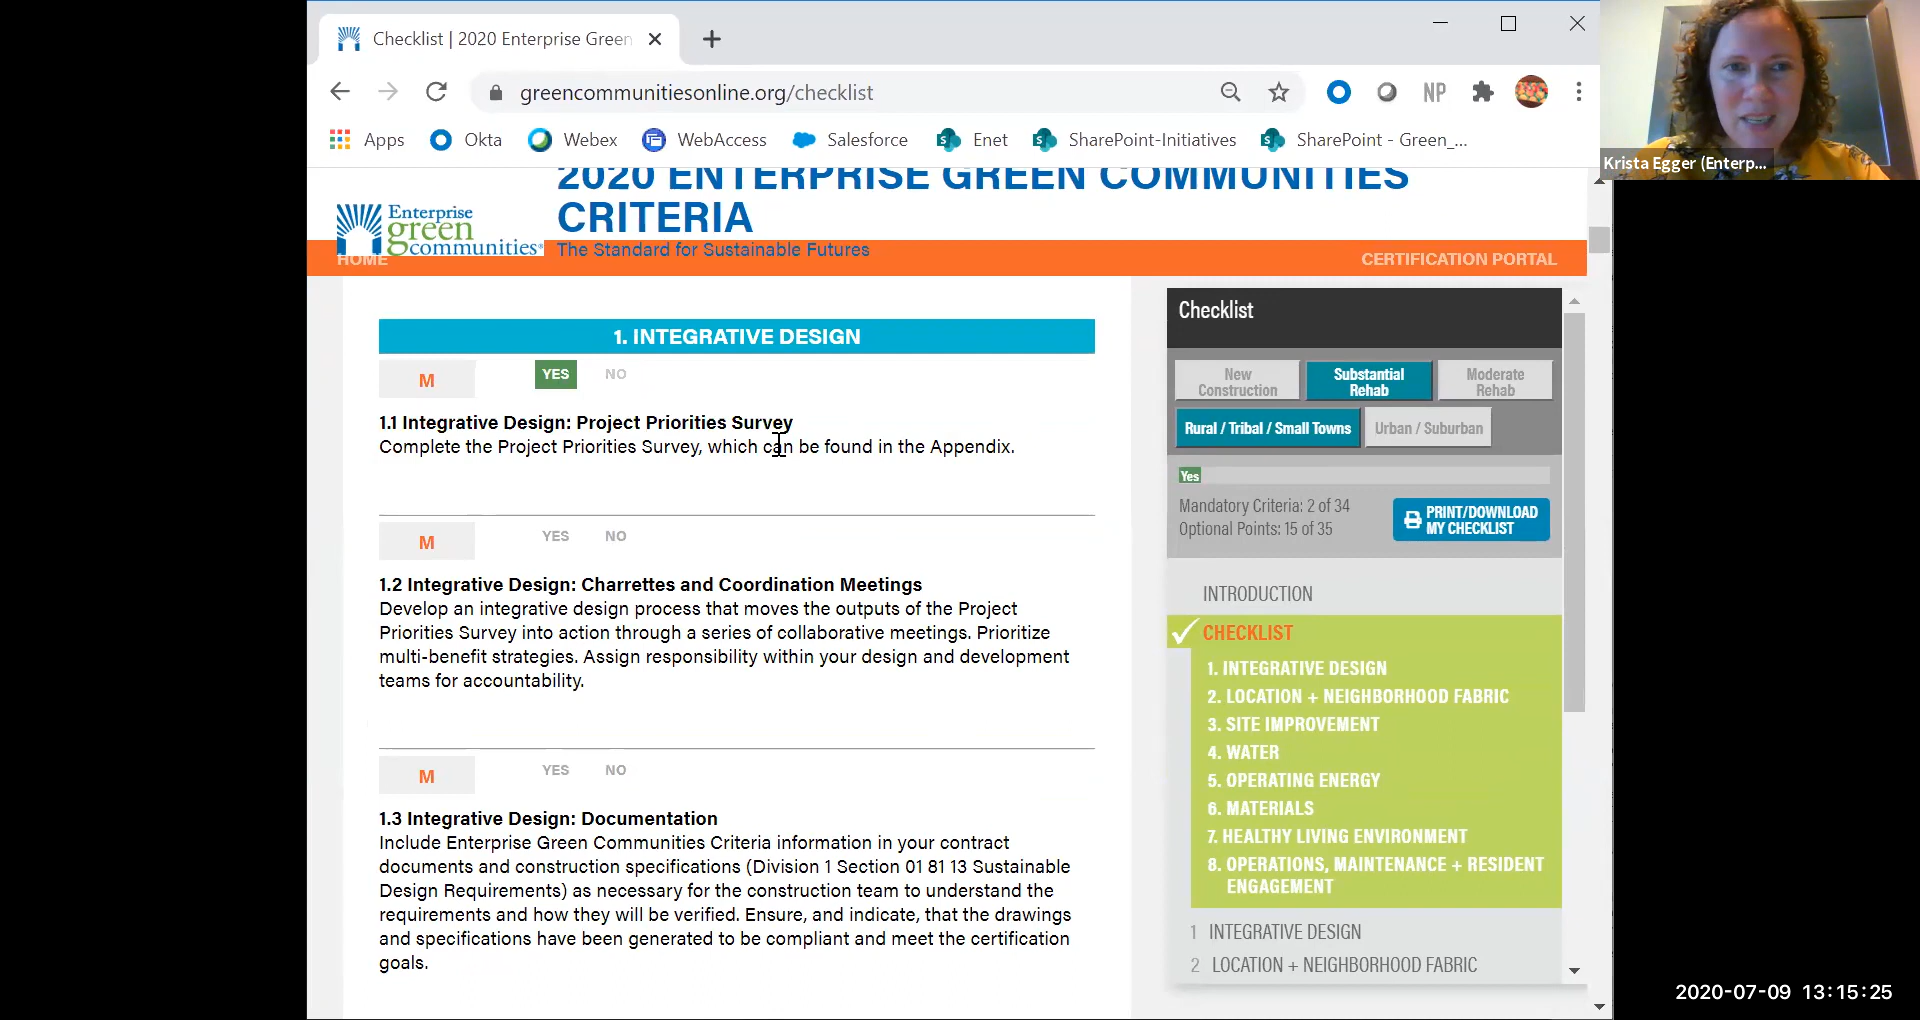 Checklist | 2020 Enterprise Green
greencommunitiesonline.org/checklist
NP
Apps
Okta
Webex
WebAccess
Salesforce
Enet
SharePoint-Initiatives
SharePoint - Green_...
Krista Egger (Enterp...
2020 ENTERPRISE GREEN COMMUNITIES
CRITERIA
The Standard for Sustainable Futures
Enterprise
green
communities®
HOME
CERTIFICATION PORTAL
1. INTEGRATIVE DESIGN
M
YES
NO
1.1 Integrative Design: Project Priorities Survey
Complete the Project Priorities Survey, which can be found in the Appendix.
M
YES
NO
1.2 Integrative Design: Charrettes and Coordination Meetings
Develop an integrative design process that moves the outputs of the Project
Priorities Survey into action through a series of collaborative meetings. Prioritize
multi-benefit strategies. Assign responsibility within your design and development
teams for accountability.
M
YES
NO
1.3 Integrative Design: Documentation
Include Enterprise Green Communities Criteria information in your contract
documents and construction specifications (Division 1 Section 01 81 13 Sustainable
Design Requirements) as necessary for the construction team to understand the
requirements and how they will be verified. Ensure, and indicate, that the drawings
and specifications have been generated to be compliant and meet the certification
goals.
Checklist
New
Construction
Substantial
Rehab
Moderate
Rehab
Rural / Tribal / Small Towns
Urban / Suburban
Yes
Mandatory Criteria: 2 of 34
Optional Points: 15 of 35
PRINT/DOWNLOAD
MY CHECKLIST
INTRODUCTION
CHECKLIST
1. INTEGRATIVE DESIGN
2. LOCATION + NEIGHBORHOOD FABRIC
3. SITE IMPROVEMENT
4. WATER
5. OPERATING ENERGY
6. MATERIALS
7. HEALTHY LIVING ENVIRONMENT
8. OPERATIONS, MAINTENANCE + RESIDENT
ENGAGEMENT
1 INTEGRATIVE DESIGN
2 LOCATION + NEIGHBORHOOD FABRIC
2020-07-09 13:15:25